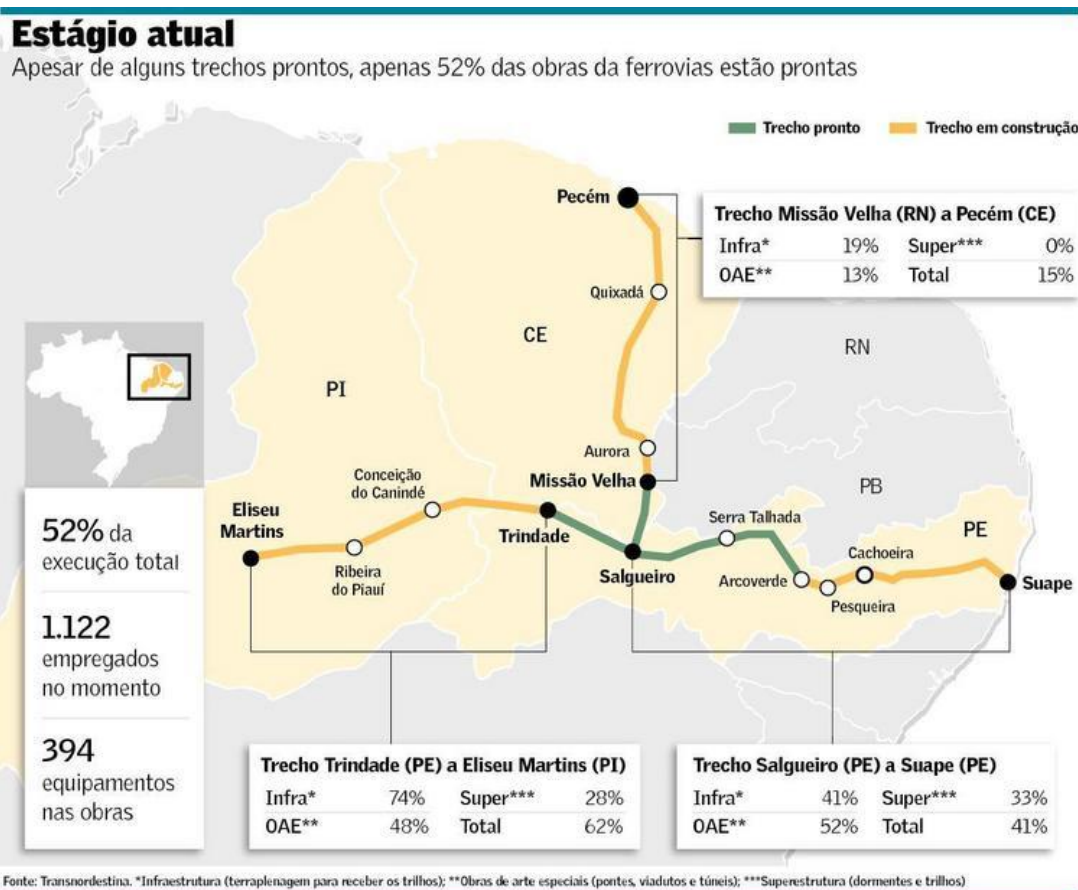 Estágio atual
Apesar de alguns trechos prontos, apenas 52% das obras da ferrovias estão prontas
Trecho pronto
Trecho em construção
Pecém
Trecho Missão Velha (RN) a Pecém (CE)
Infra* 19% Super*** 0%
OAE** 13% Total 15%
Quixadá
CE
RN
PI
Aurora
Missão Velha
PB
Conceição
do Canindé
Eliseu
Martins
Trindade
Serra Talhada
PE
Cachoeira
Salgueiro
Arcoverde
Suape
Ribeira
do Piauí
Pesqueira
52% da
execução total
1.122
empregados
no momento
394
equipamentos
nas obras
Trecho Trindade (PE) a Eliseu Martins (PI)
Infra* 74% Super*** 28%
OAE** 48% Total 62%
Trecho Salgueiro (PE) a Suape (PE)
Infra* 41% Super*** 33%
OAE** 52% Total 41%
Fonte: Transnordestina. *Infraestrutura (terraplenagem para receber os trilhos); **Obras de arte especiais (pontes, viadutos e túneis); ***Superestrutura (dormentes e trilhos)